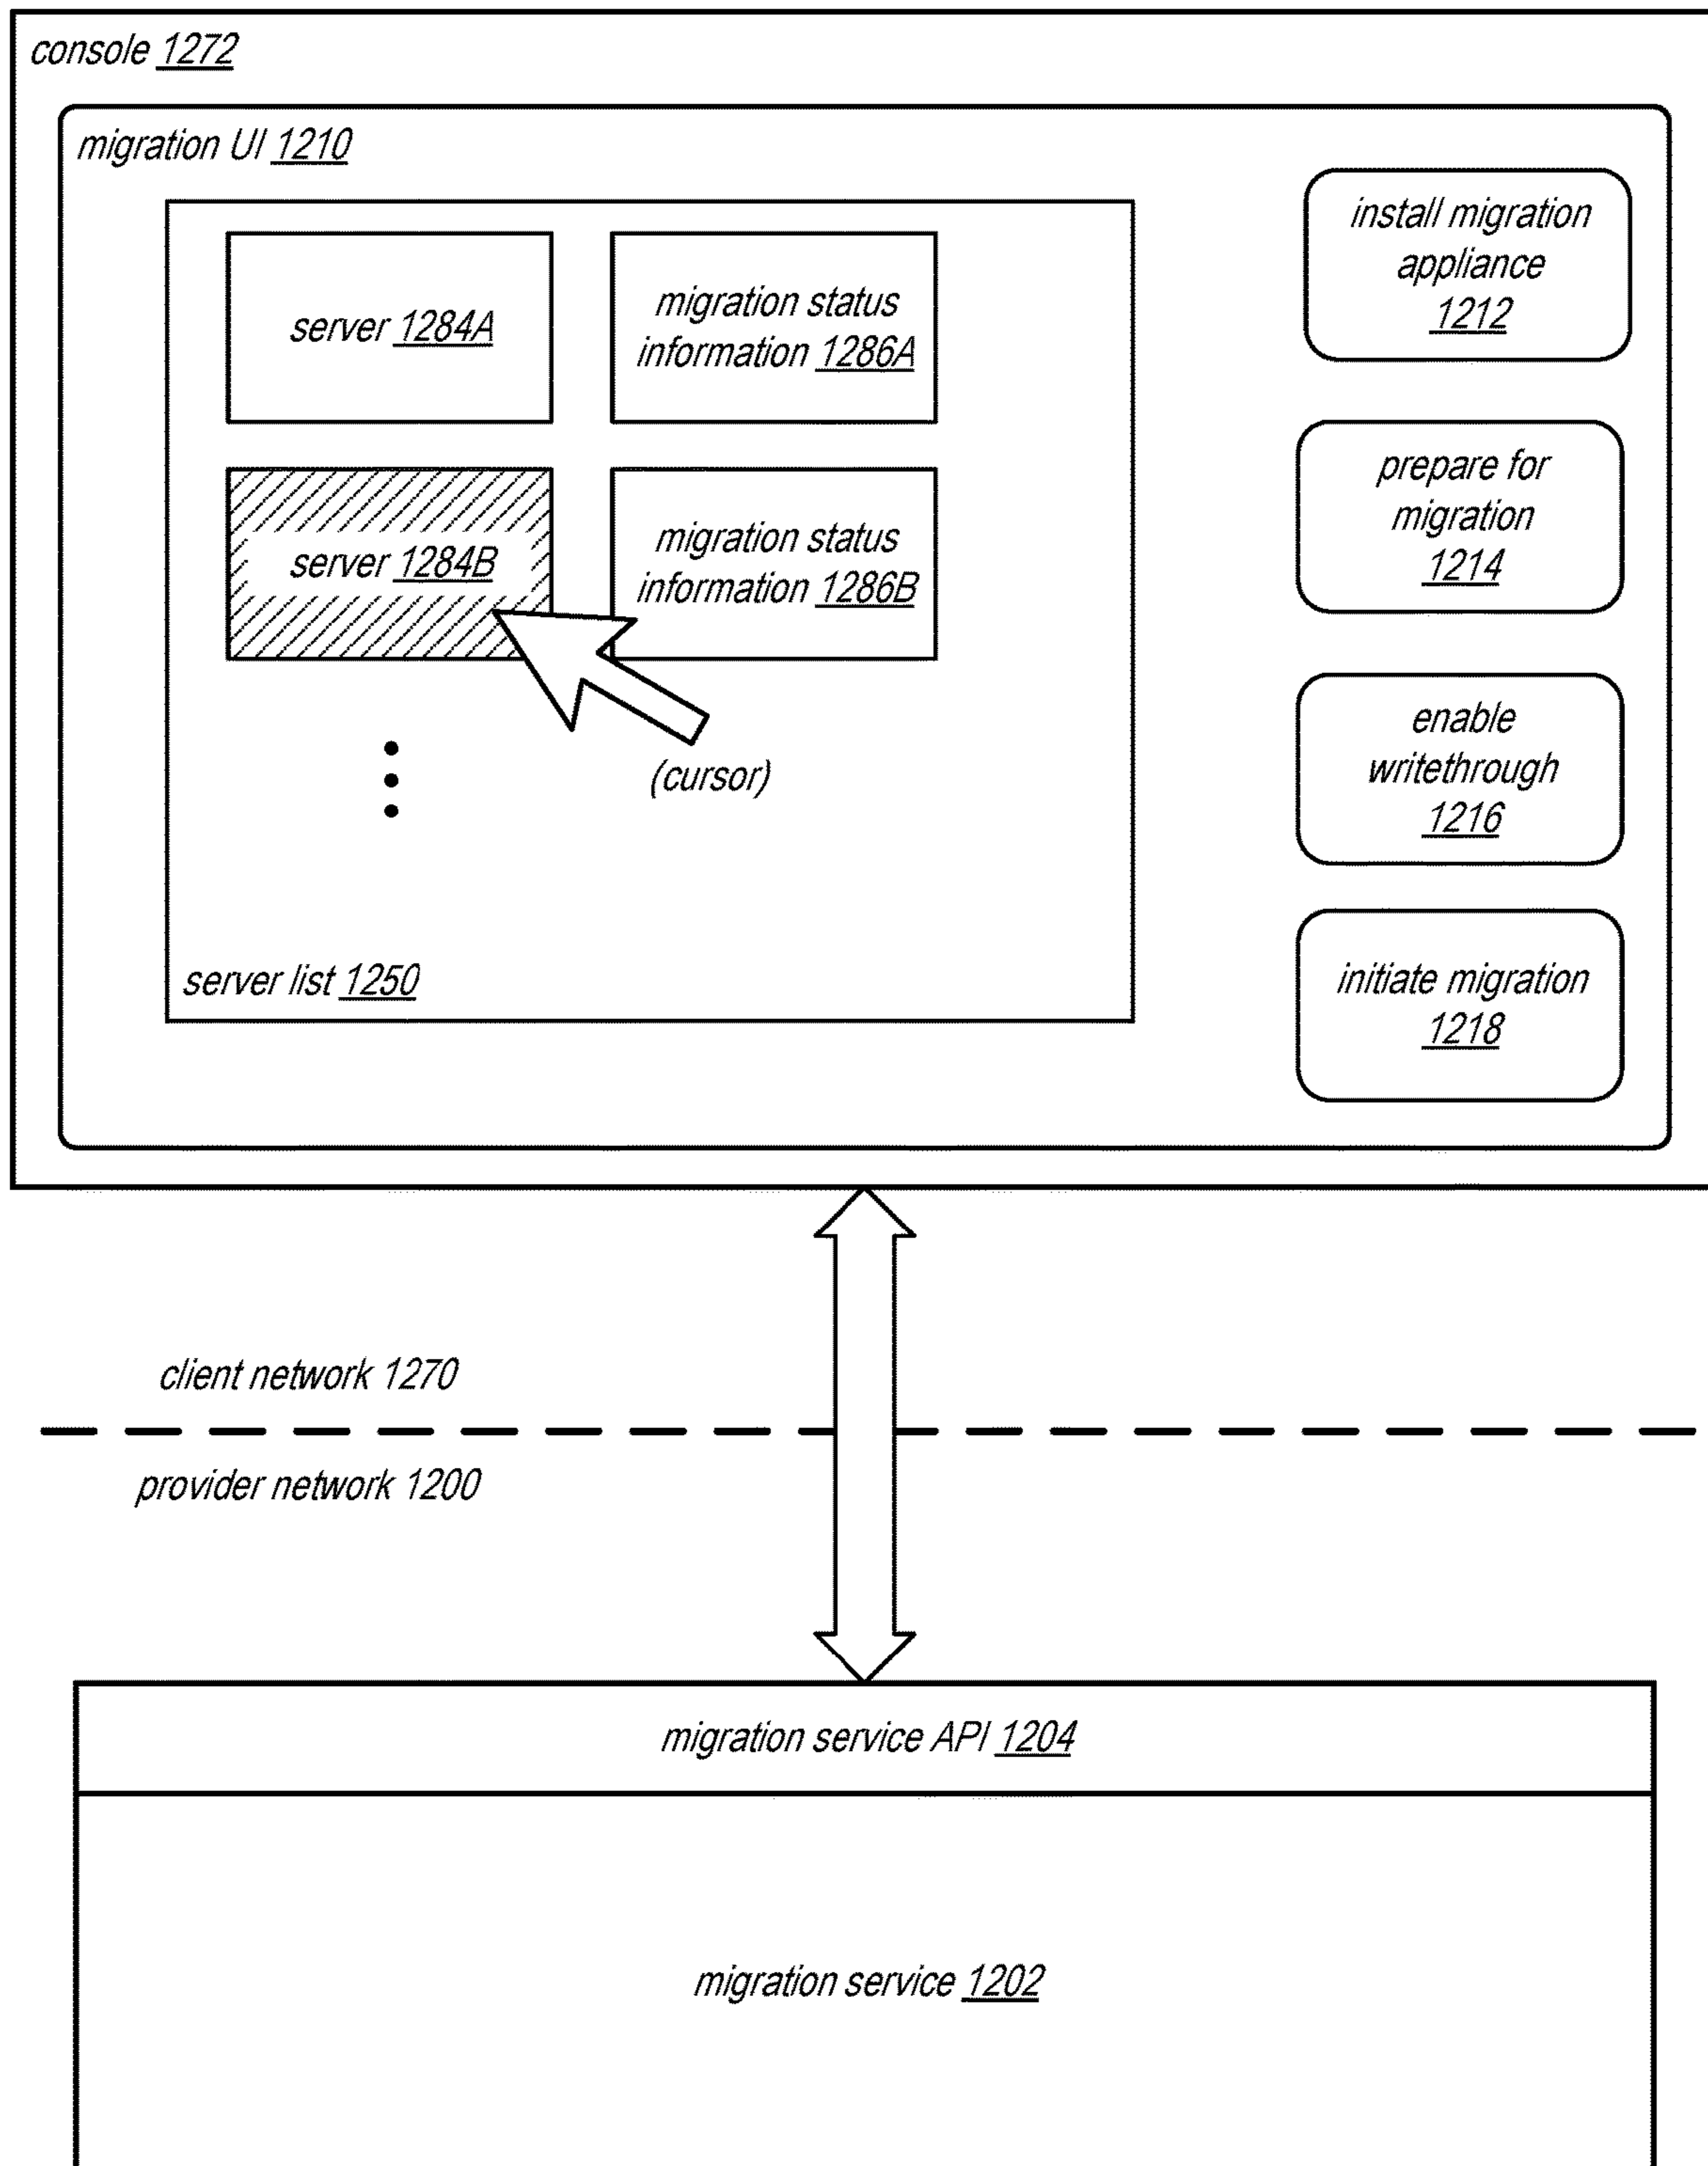 console 1272
migration UI 1210
server 1284A
migration status
information 1286A
server 1284B
migration status
information 1286B
(cursor)
server list 1250
install migration
appliance
1212
prepare for
migration
1214
enable
writethrough
1216
initiate migration
1218
client network 1270
provider network 1200
migration service API 1204
migration service 1202